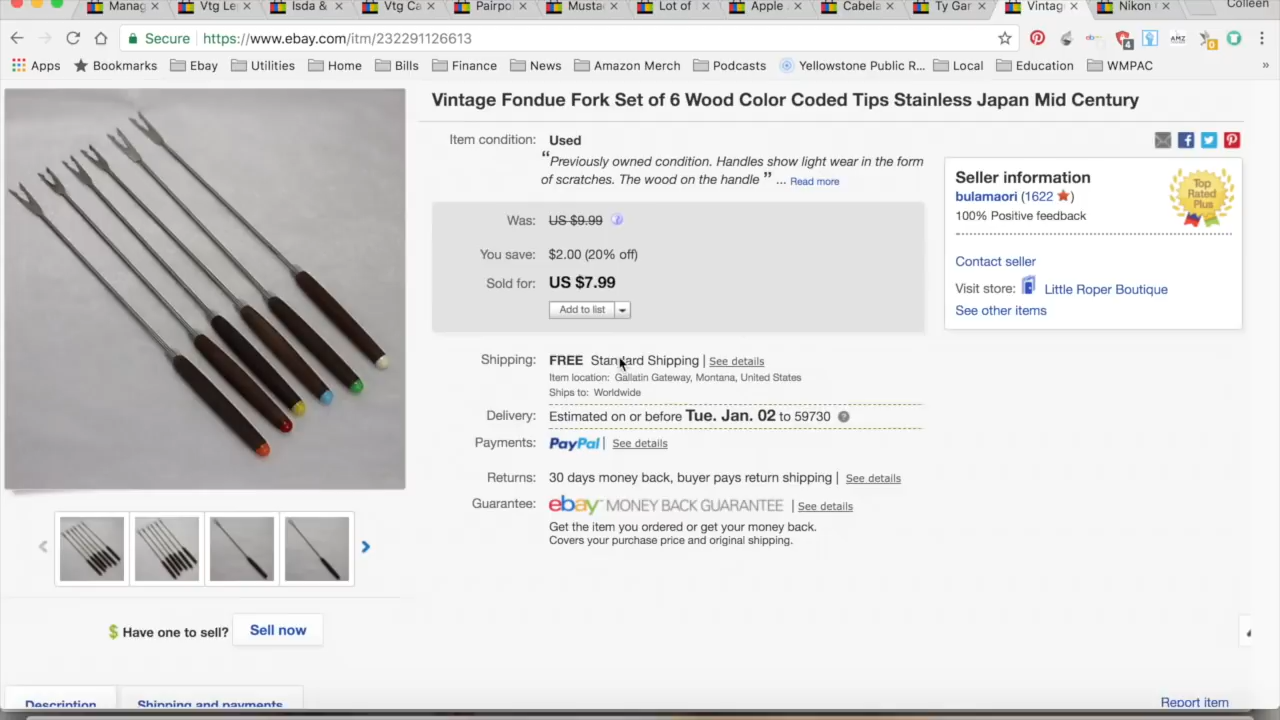 Manag
Vtg Le
Isda &
Vtg Ca
Pairpo
Musta
Lot of
Apple
Cabela
Ty Gar
Vintag
Nikon
Colleen
Secure
https://www.ebay.com/itm/232291126613
4
AMZ
0
Apps
Bookmarks
Ebay
Utilities
Home
Bills
Finance
News
Amazon Merch
Podcasts
Yellowstone Public R...
Local
Education
WMPAC
»
Vintage Fondue Fork Set of 6 Wood Color Coded Tips Stainless Japan Mid Century
Item condition: Used
“Previously owned condition. Handles show light wear in the form
of scratches. The wood on the handle ” ... Read more
Was: US $9.99
You save: $2.00 (20% off)
Sold for: US $7.99
Add to list
Shipping: FREE Standard Shipping | See details
Item location: Gallatin Gateway, Montana, United States
Ships to: Worldwide
Delivery: Estimated on or before Tue. Jan. 02 to 59730
Payments: PayPal | See details
Returns: 30 days money back, buyer pays return shipping | See details
Guarantee: ebay MONEY BACK GUARANTEE | See details
Get the item you ordered or get your money back.
Covers your purchase price and original shipping.
Seller information
bulamaori (1622)
100% Positive feedback
Top
Rated
Plus
Contact seller
Visit store: Little Roper Boutique
See other items
Have one to sell? Sell now
Description
Shipping and payments
Report item